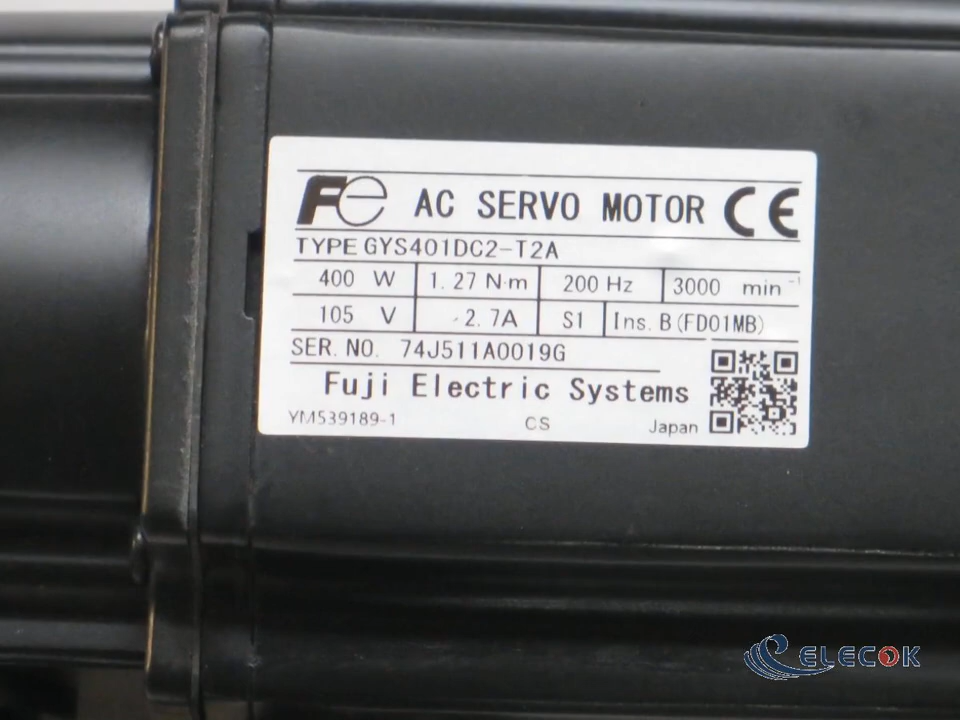 Fe AC SERVO MOTOR CE
TYPE GYS401DC2-T2A
400 W 1.27 N·m 200 Hz 3000 min⁻¹
105 V 2.7A S1 Ins. B (FD01MB)
SER. NO. 74J511A0019G
Fuji Electric Systems
YM539189-1 CS Japan
ELECOK